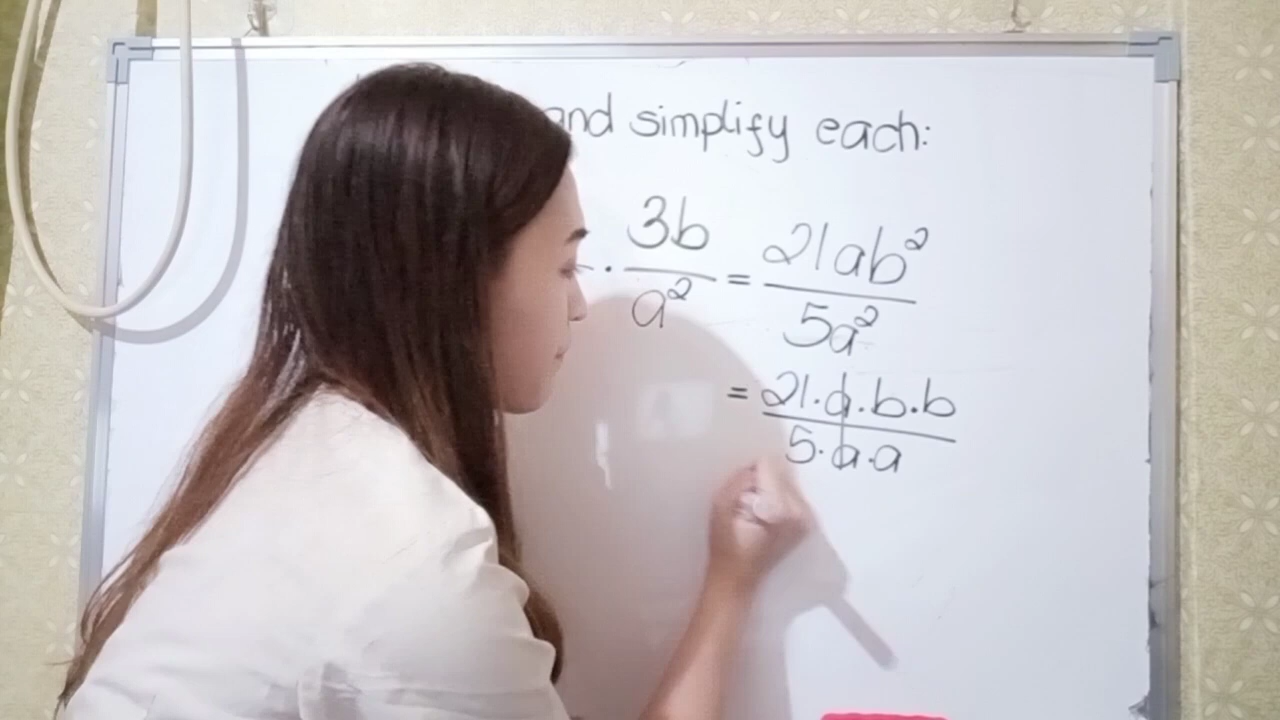 and simplify each:
· 3b/a² = 21ab²/5a²
= 21·a·b·b/5·a·a